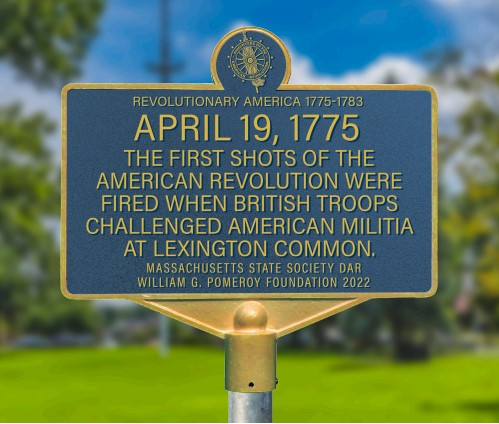 REVOLUTIONARY AMERICA 1775-1783
APRIL 19, 1775
THE FIRST SHOTS OF THE
AMERICAN REVOLUTION WERE
FIRED WHEN BRITISH TROOPS
CHALLENGED AMERICAN MILITIA
AT LEXINGTON COMMON.
MASSACHUSETTS STATE SOCIETY DAR
WILLIAM G. POMEROY FOUNDATION 2022